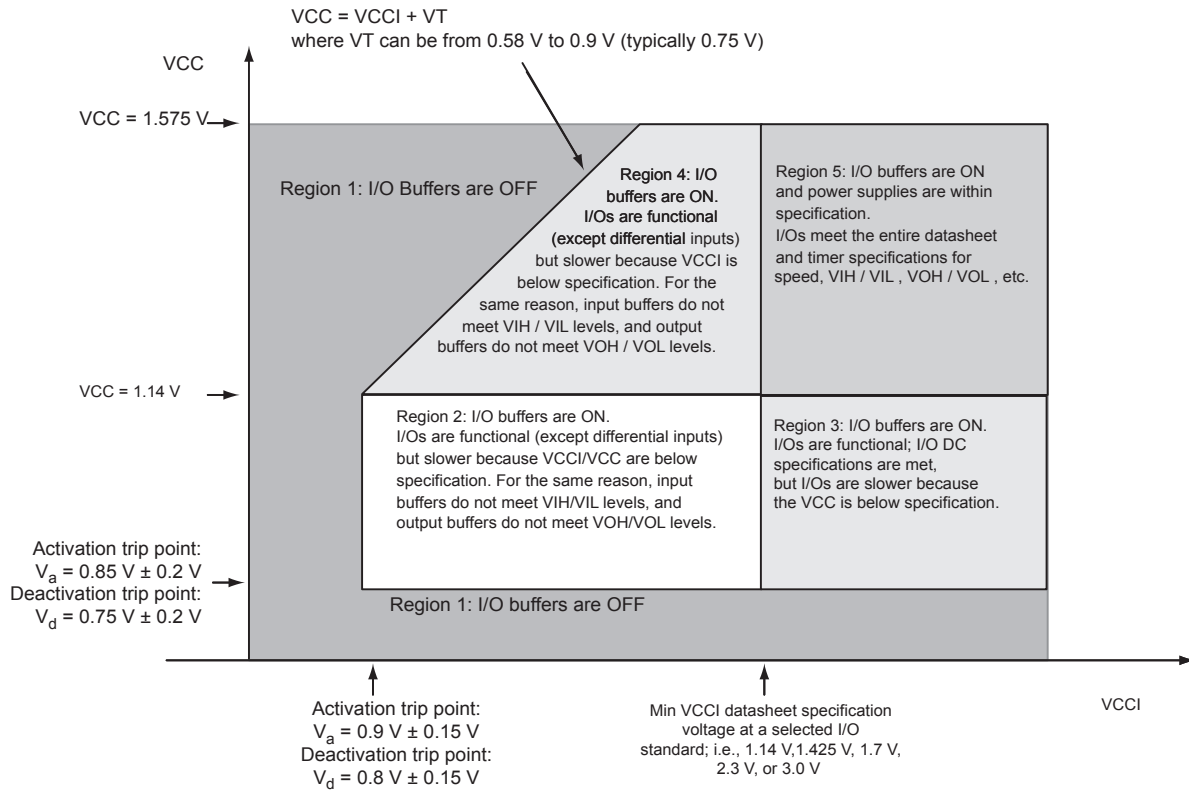 VCC = VCCI + VT
where VT can be from 0.58 V to 0.9 V (typically 0.75 V)
VCC
VCC = 1.575 V
Region 1: I/O Buffers are OFF
Region 4: I/O
buffers are ON.
I/Os are functional
(except differential inputs)
but slower because VCCI is
below specification. For the
same reason, input buffers do not
meet VIH / VIL levels, and output
buffers do not meet VOH / VOL levels.
Region 5: I/O buffers are ON
and power supplies are within
specification.
I/Os meet the entire datasheet
and timer specifications for
speed, VIH / VIL , VOH / VOL , etc.
VCC = 1.14 V
Region 2: I/O buffers are ON.
I/Os are functional (except differential inputs)
but slower because VCCI/VCC are below
specification. For the same reason, input
buffers do not meet VIH/VIL levels, and
output buffers do not meet VOH/VOL levels.
Region 3: I/O buffers are ON.
I/Os are functional; I/O DC
specifications are met,
but I/Os are slower because
the VCC is below specification.
Activation trip point:
Va = 0.85 V ± 0.2 V
Deactivation trip point:
Vd = 0.75 V ± 0.2 V
Region 1: I/O buffers are OFF
Activation trip point:
Va = 0.9 V ± 0.15 V
Deactivation trip point:
Vd = 0.8 V ± 0.15 V
Min VCCI datasheet specification
voltage at a selected I/O
standard; i.e., 1.14 V,1.425 V, 1.7 V,
2.3 V, or 3.0 V
VCCI